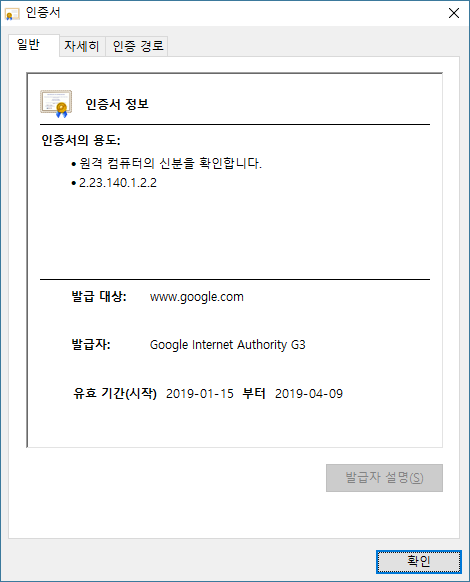 인증서
일반 자세히 인증 경로
인증서 정보
인증서의 용도:
• 원격 컴퓨터의 신분을 확인합니다.
• 2.23.140.1.2.2
발급 대상: www.google.com
발급자: Google Internet Authority G3
유효 기간(시작) 2019-01-15 부터 2019-04-09
발급자 설명(S)
확인